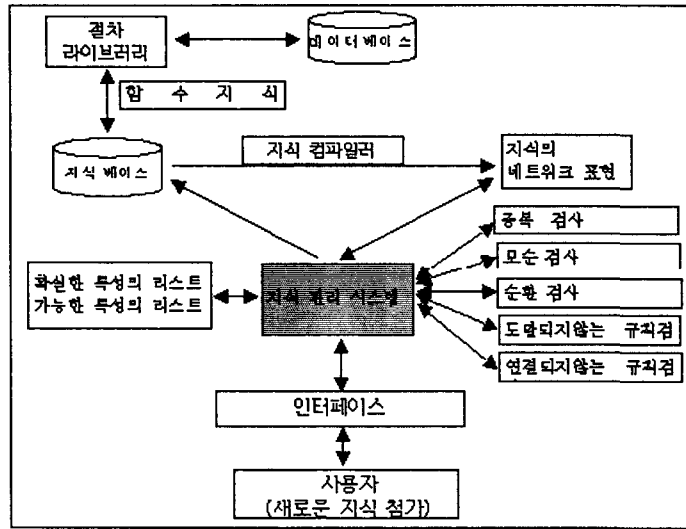 절차
라이브러리
데이터베이스
함 수 지 식
지식 베이스
지식 컴파일러
지식의
네트워크 표현
중복 검사
모순 검사
순환 검사
도달되지않는 규칙점
연결되지않는 규칙점
확실한 특성의 리스트
가능한 특성의 리스트
지식 관리 시스템
인터페이스
사용자
(새로운 지식 첨가)